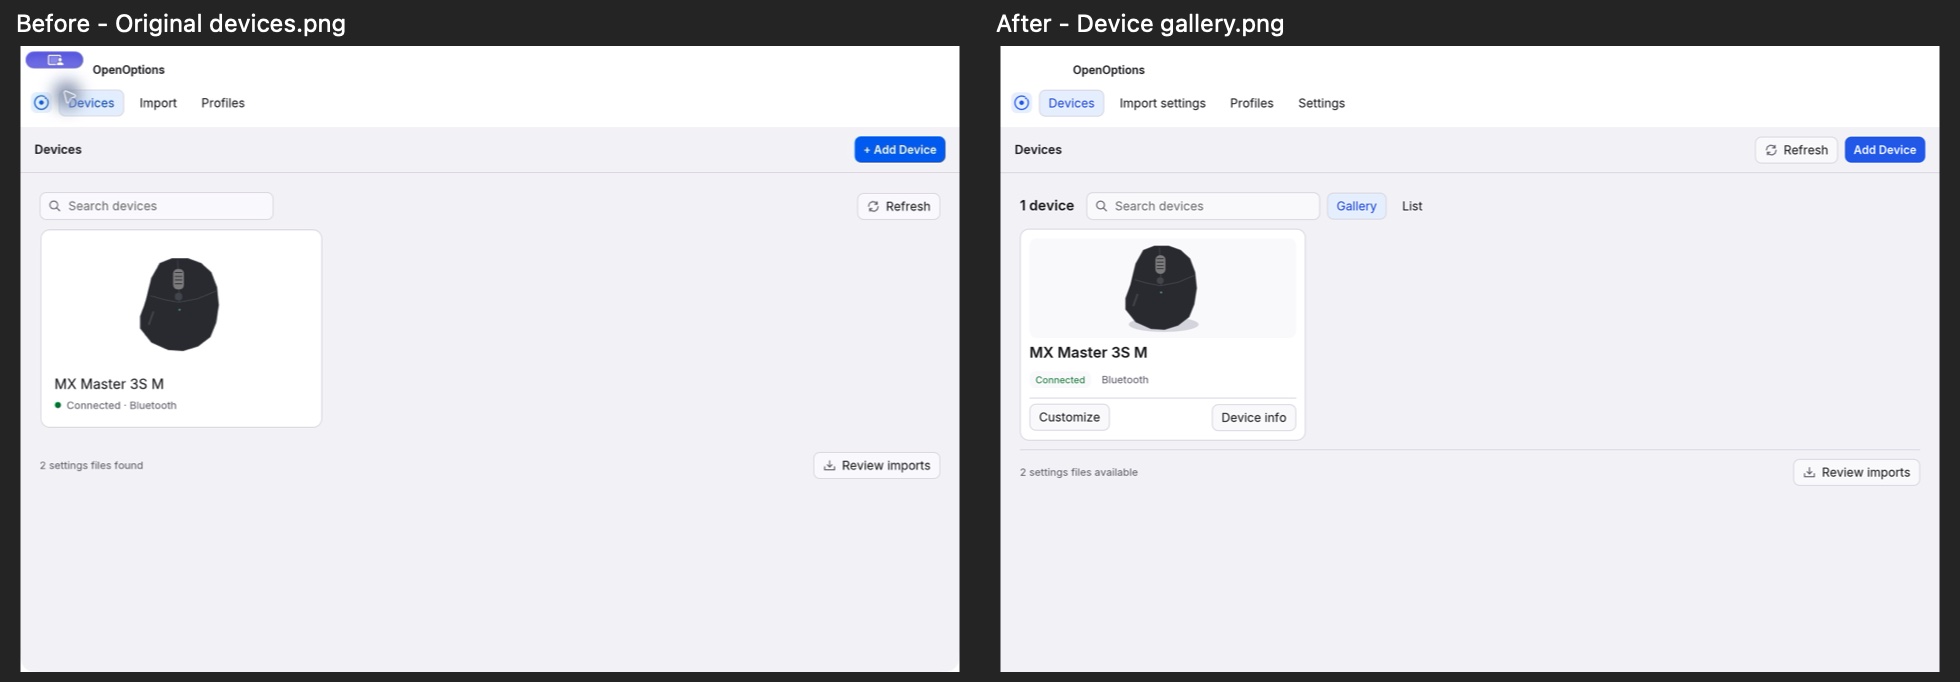 Before - Original devices.png
OpenOptions
Devices Import Profiles
Devices + Add Device
Search devices Refresh
MX Master 3S M
Connected · Bluetooth
2 settings files found Review imports
After - Device gallery.png
OpenOptions
Devices Import settings Profiles Settings
Devices Refresh Add Device
1 device Search devices Gallery List
MX Master 3S M
Connected Bluetooth
Customize Device info
2 settings files available Review imports